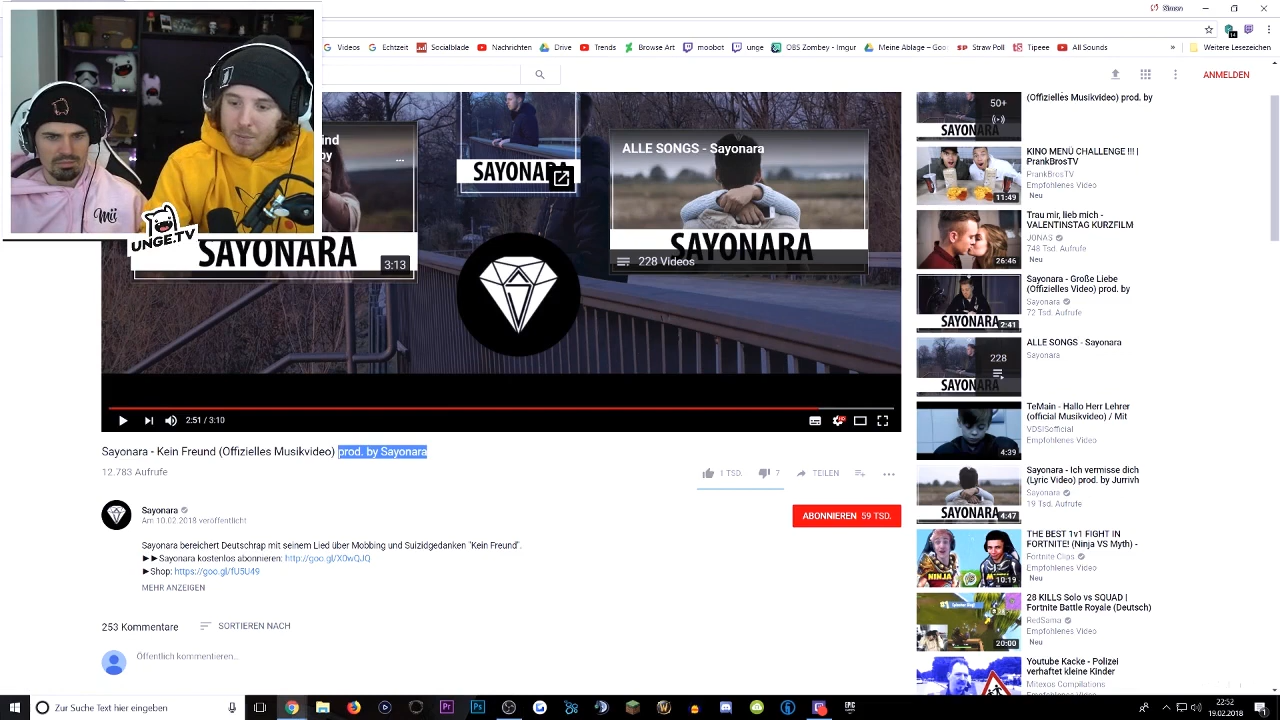 Simon
Videos
Echtzeit
Socialblade
Nachrichten
Drive
Trends
Browse Art
moobot
unge
OBS Zombey - Imgur
Meine Ablage – Goo
Straw Poll
Tipeee
All Sounds
»
Weitere Lesezeichen
ANMELDEN
Mii
UNGE.TV
ind
by
...
SAYONARA
3:13
SAYONARA
ALLE SONGS - Sayonara
SAYONARA
228 Videos
2:51 / 3:10
Sayonara - Kein Freund (Offizielles Musikvideo) prod. by Sayonara
12.783 Aufrufe
1 TSD.
7
TEILEN
Sayonara
Am 10.02.2018 veröffentlicht
ABONNIEREN 59 TSD.
Sayonara bereichert Deutschrap mit seinem Lied über Mobbing und Suizidgedanken "Kein Freund".
►►Sayonara kostenlos abonnieren: http://goo.gl/X0wQJQ
►Shop: https://goo.gl/fU5U49
MEHR ANZEIGEN
253 Kommentare
SORTIEREN NACH
Öffentlich kommentieren...
50+
SAYONARA
(Offizielles Musikvideo) prod. by
11:49
KINO MENÜ CHALLENGE !!! |
PrankBrosTV
PrankBrosTV
Empfohlenes Video
Neu
26:46
Trau mir, lieb mich -
VALENTINSTAG KURZFILM
JONAS
748 Tsd. Aufrufe
Neu
SAYONARA
2:41
Sayonara - Große Liebe
(Offizielles Video) prod. by
Sayonara
72 Tsd. Aufrufe
228
SAYONARA
ALLE SONGS - Sayonara
Sayonara
4:39
TeMain - Hallo Herr Lehrer
(official Musikvideo) / Mit
VDSISofficial
Empfohlenes Video
SAYONARA
4:47
Sayonara - Ich vermisse dich
(Lyric Video) prod. by Jurrivh
Sayonara
19 Tsd. Aufrufe
NINJA
10:19
THE BEST 1v1 FIGHT IN
FORTNITE! (Ninja VS Myth) -
Fortnite Clips
Empfohlenes Video
Neu
20:00
28 KILLS Solo vs SQUAD |
Fortnite Battle Royale (Deutsch)
RedSama
Empfohlenes Video
Neu
Youtube Kacke - Polizei
verhaftet kleine Kinder
Mitexos Compilations
Zur Suche Text hier eingeben
22:52
19.02.2018